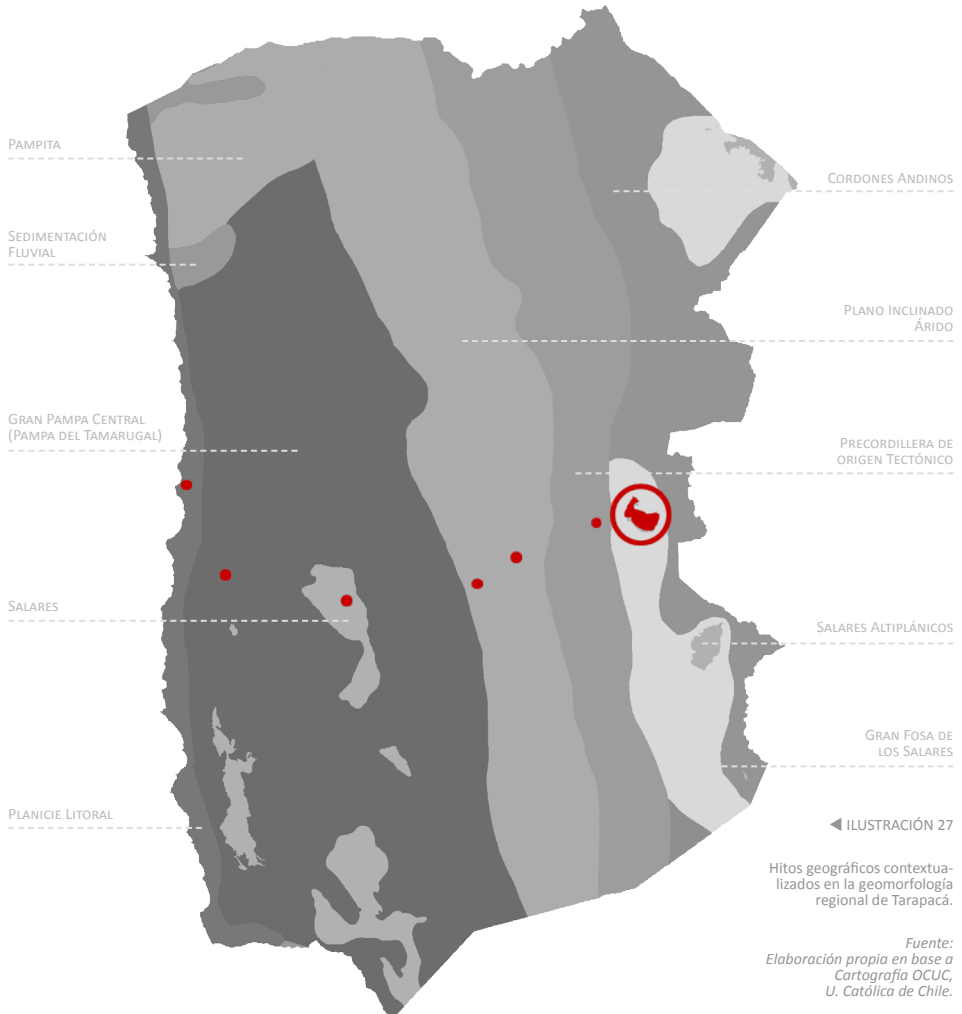 Pampita
Sedimentación
Fluvial
Gran Pampa Central
(Pampa del Tamarugal)
Salares
Planicie Litoral
Cordones Andinos
Plano Inclinado
Árido
Precordillera de
origen Tectónico
Salares Altiplánicos
Gran Fosa de
los Salares
◀ ILUSTRACIÓN 27
Hitos geográficos contextua-
lizados en la geomorfología
regional de Tarapacá.
Fuente:
Elaboración propia en base a
Cartografía OCUC,
U. Católica de Chile.